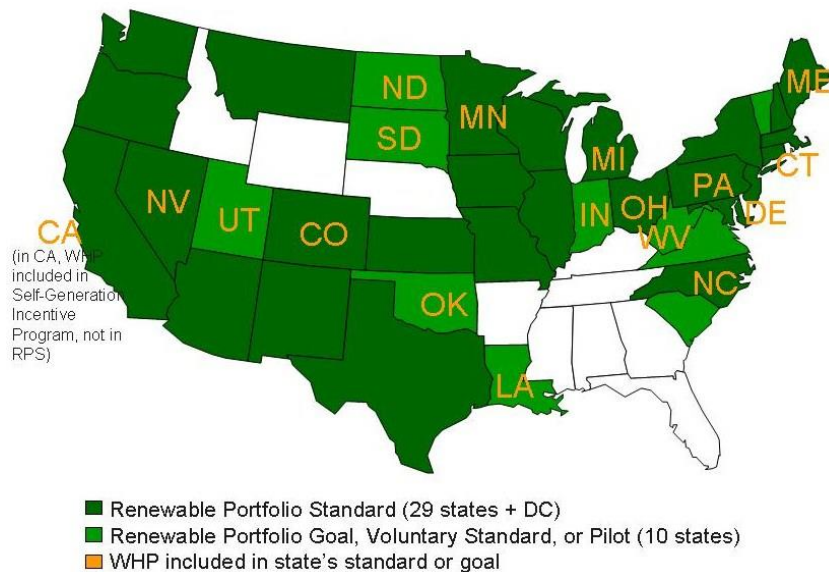 ME
ND
MN
SD
MI
CT
PA
NV
OH
DE
IN
UT
CO
WV
CA
(in CA, WHP
included in
Self-Generation
Incentive
Program, not in
RPS)
NC
OK
LA
Renewable Portfolio Standard (29 states + DC)
Renewable Portfolio Goal, Voluntary Standard, or Pilot (10 states)
WHP included in state's standard or goal